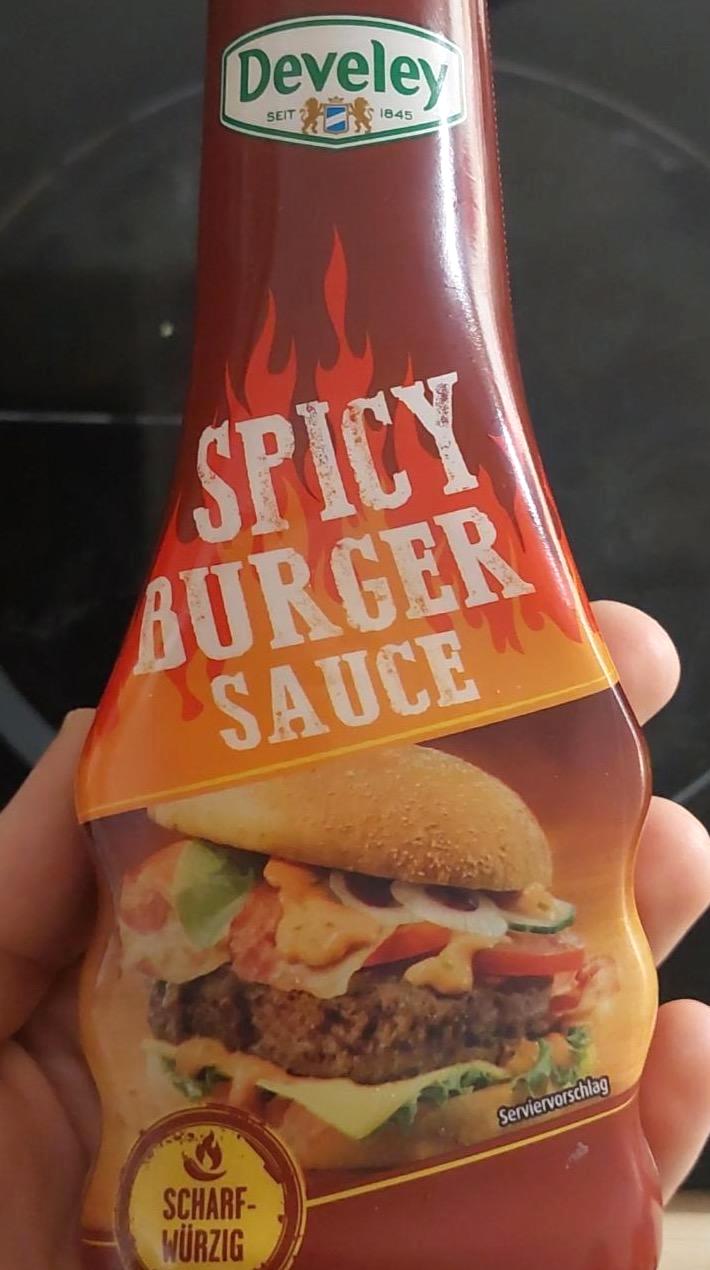 Develey
SEIT 1845
SPICY
BURGER
SAUCE
Serviervorschlag
SCHARF-
WÜRZIG